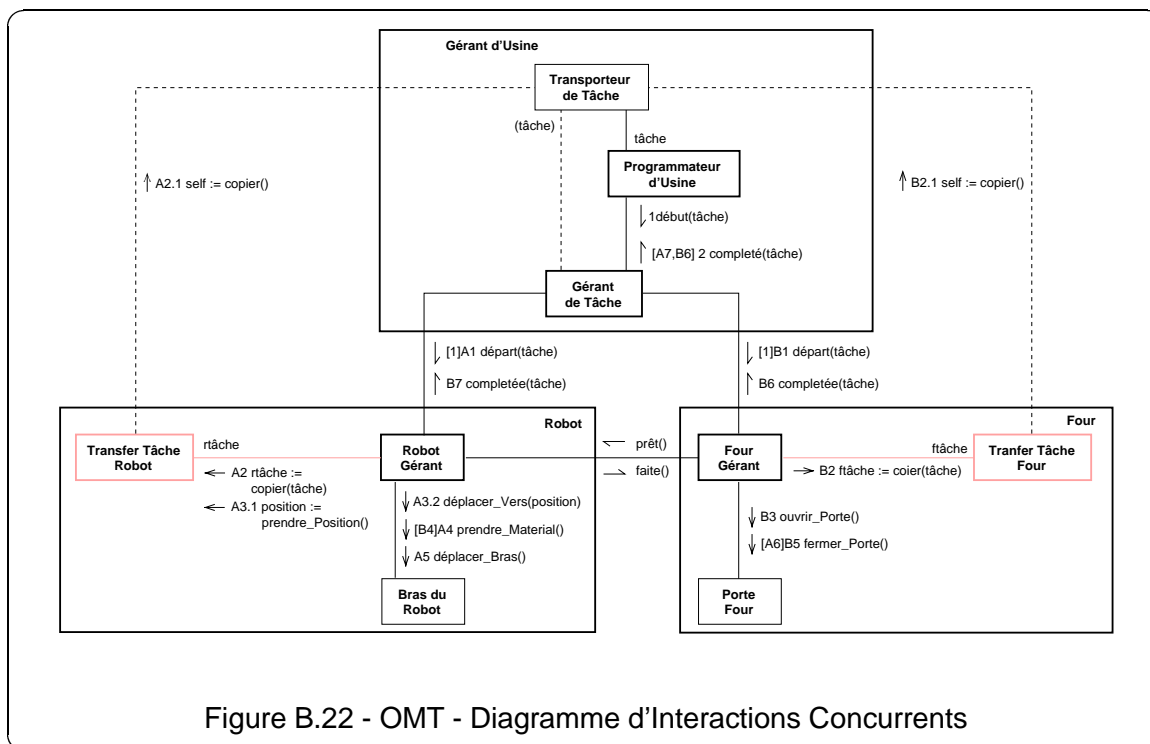 Gérant d'Usine
Transporteur
de Tâche
(tâche)
tâche
Programmateur
d'Usine
A2.1 self := copier()
B2.1 self := copier()
1début(tâche)
[A7,B6] 2 completé(tâche)
Gérant
de Tâche
[1]A1 départ(tâche)
[1]B1 départ(tâche)
B7 completée(tâche)
B6 completée(tâche)
Robot
Four
Transfer Tâche
Robot
rtâche
Robot
Gérant
prêt()
faite()
Four
Gérant
ftâche
Tranfer Tâche
Four
A2 rtâche :=
copier(tâche)
A3.1 position :=
prendre_Position()
B2 ftâche := coier(tâche)
A3.2 déplacer_Vers(position)
[B4]A4 prendre_Material()
A5 déplacer_Bras()
B3 ouvrir_Porte()
[A6]B5 fermer_Porte()
Bras du
Robot
Porte
Four
Figure B.22 - OMT - Diagramme d'Interactions Concurrents